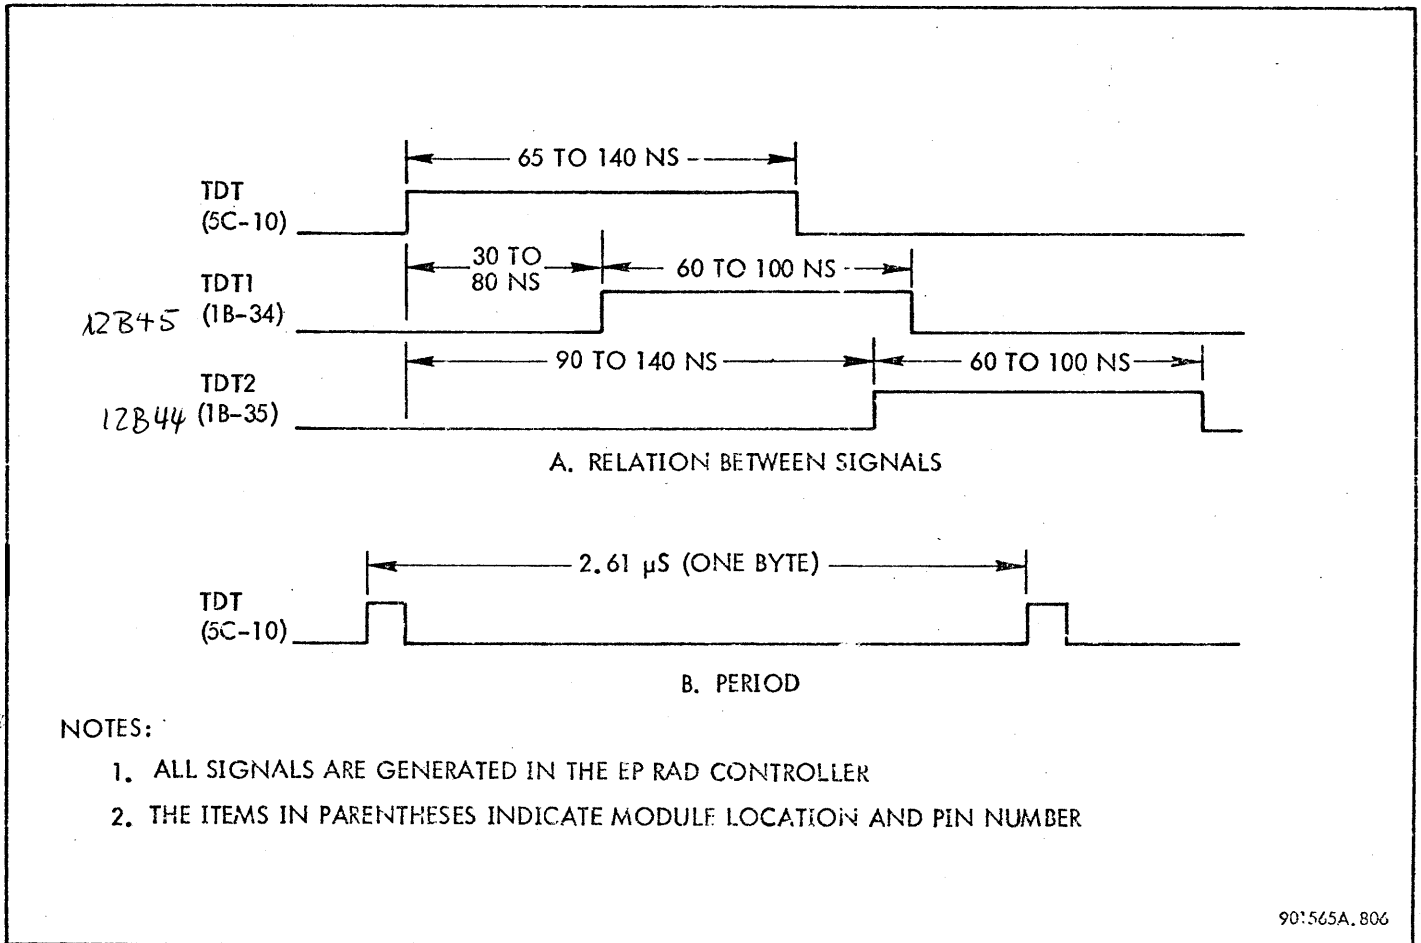 65 TO 140 NS
TDT
(5C-10)
30 TO
80 NS
60 TO 100 NS
TDT1
12B45 (1B-34)
90 TO 140 NS
60 TO 100 NS
TDT2
12B44 (1B-35)
A. RELATION BETWEEN SIGNALS
2.61 µS (ONE BYTE)
TDT
(5C-10)
B. PERIOD
NOTES:
1. ALL SIGNALS ARE GENERATED IN THE EP RAD CONTROLLER
2. THE ITEMS IN PARENTHESES INDICATE MODULE LOCATION AND PIN NUMBER
901565A.806